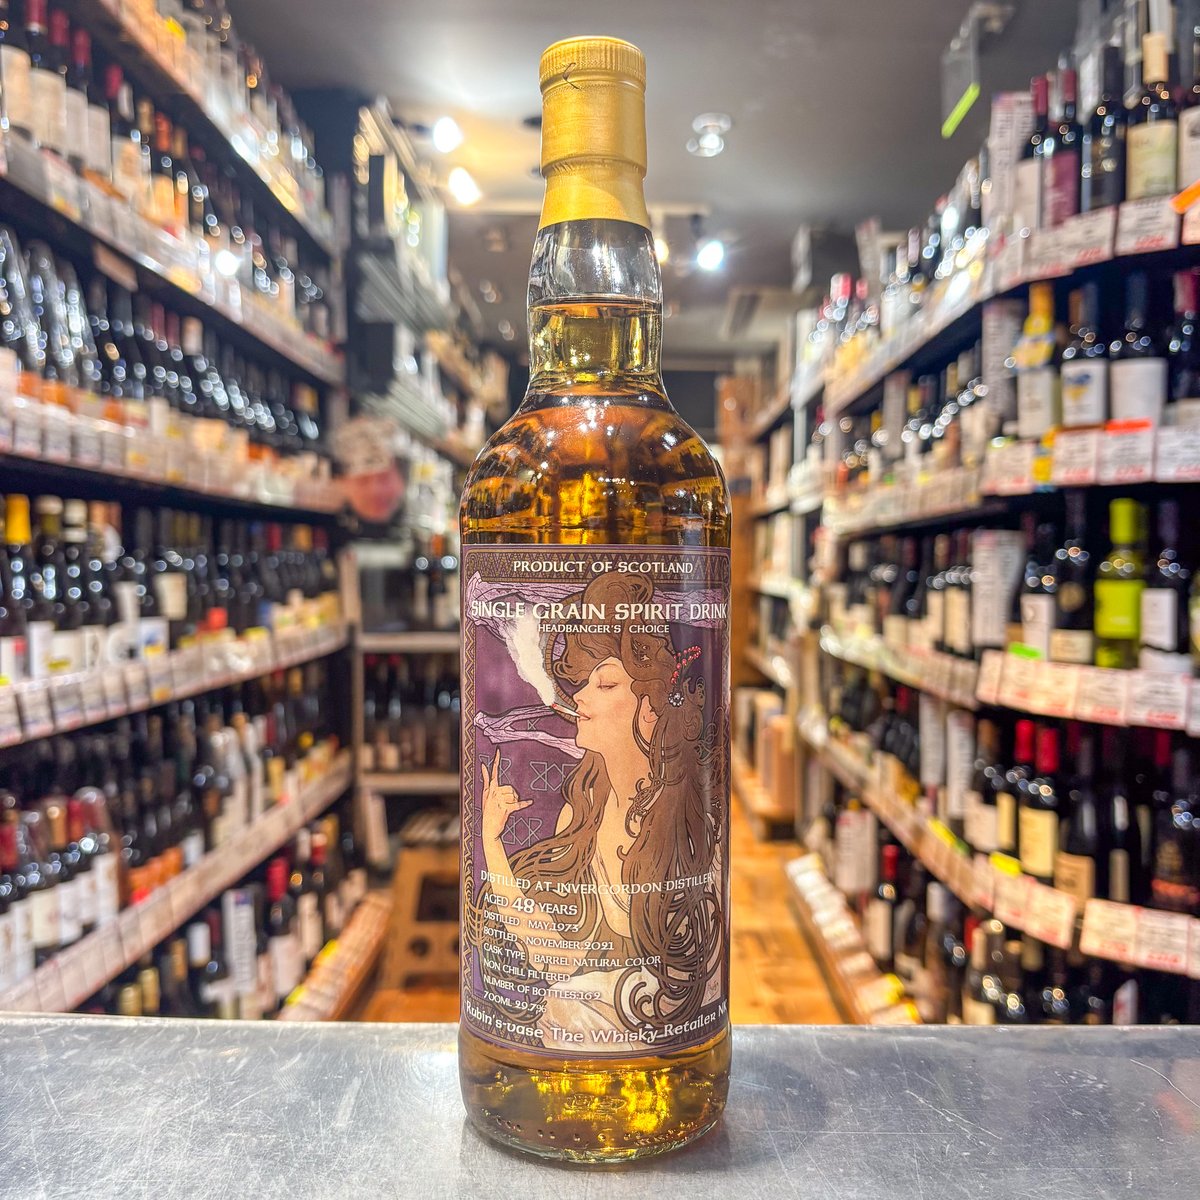 PRODUCT OF SCOTLAND
SINGLE GRAIN SPIRIT DRINK
HEADBANGER'S CHOICE
DISTILLED AT INVERGORDON DISTILLERY
AGED 48 YEARS
DISTILLED : MAY.1973
BOTTLED : NOVEMBER.2021
CASK TYPE : BARREL NATURAL COLOR
NON CHILL FILTERED
NUMBER OF BOTTLES:162
700ML 29.7%
Rubin's-vase The Whisky Retailer NK